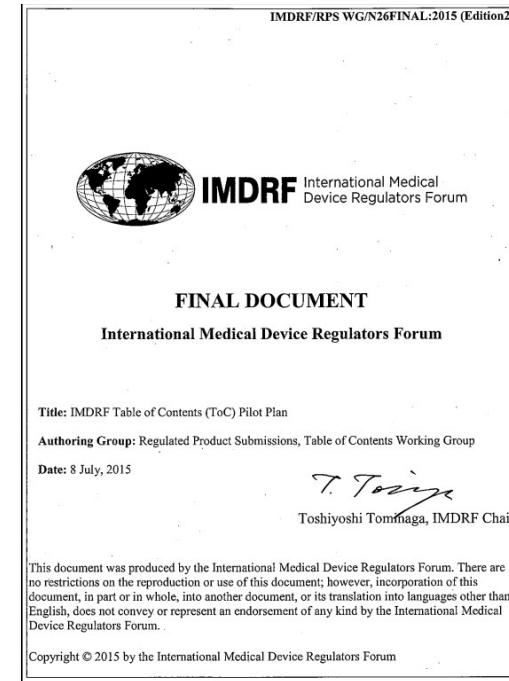 IMDRF/RPS WG/N26FINAL:2015 (Edition2
IMDRF International Medical
Device Regulators Forum
FINAL DOCUMENT
International Medical Device Regulators Forum
Title: IMDRF Table of Contents (ToC) Pilot Plan
Authoring Group: Regulated Product Submissions, Table of Contents Working Group
Date: 8 July, 2015
Toshiyoshi Tominaga, IMDRF Chai
This document was produced by the International Medical Device Regulators Forum. There are
no restrictions on the reproduction or use of this document; however, incorporation of this
document, in part or in whole, into another document, or its translation into languages other than
English, does not convey or represent an endorsement of any kind by the International Medical
Device Regulators Forum.
Copyright © 2015 by the International Medical Device Regulators Forum